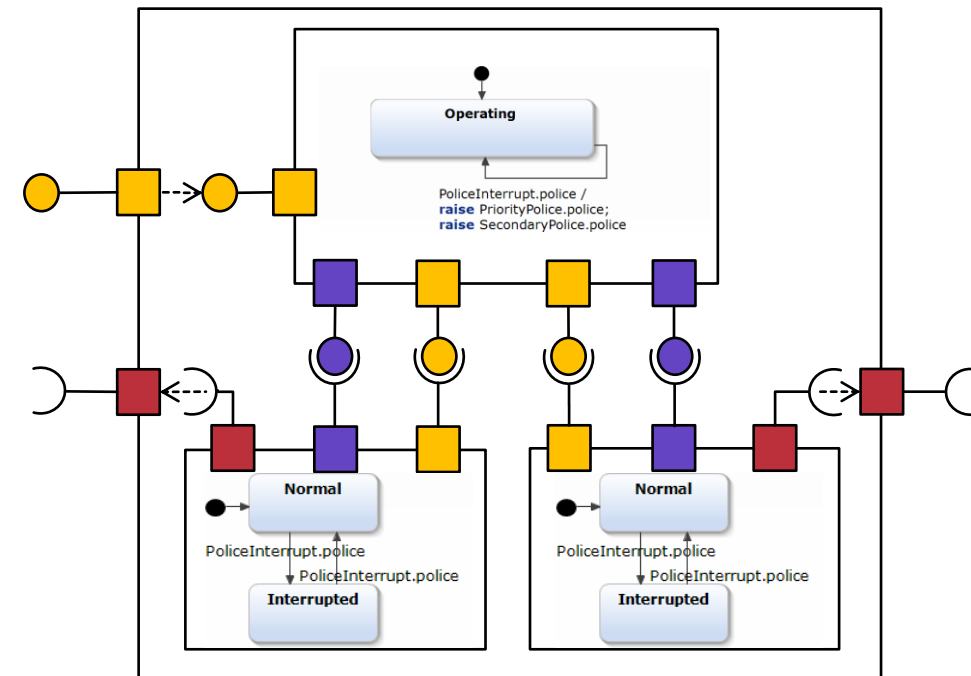 Operating
PoliceInterrupt.police /
raise PriorityPolice.police;
raise SecondaryPolice.police
Normal
PoliceInterrupt.police
PoliceInterrupt.police
Interrupted
Normal
PoliceInterrupt.police
PoliceInterrupt.police
Interrupted